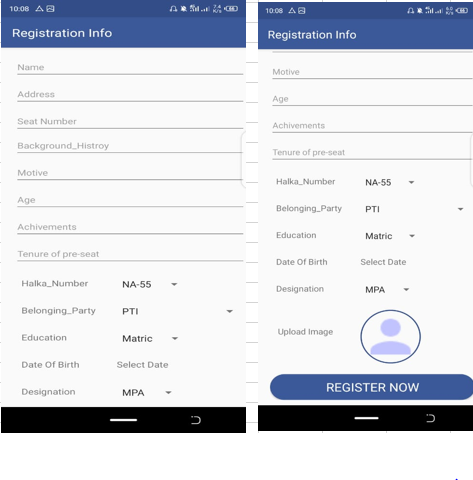 10:08
Registration Info
Name
Address
Seat Number
Background_Histroy
Motive
Age
Achivements
Tenure of pre-seat
Halka_Number NA-55
Belonging_Party PTI
Education Matric
Date Of Birth Select Date
Designation MPA
10:08
Registration Info
Motive
Age
Achivements
Tenure of pre-seat
Halka_Number NA-55
Belonging_Party PTI
Education Matric
Date Of Birth Select Date
Designation MPA
Upload Image
REGISTER NOW